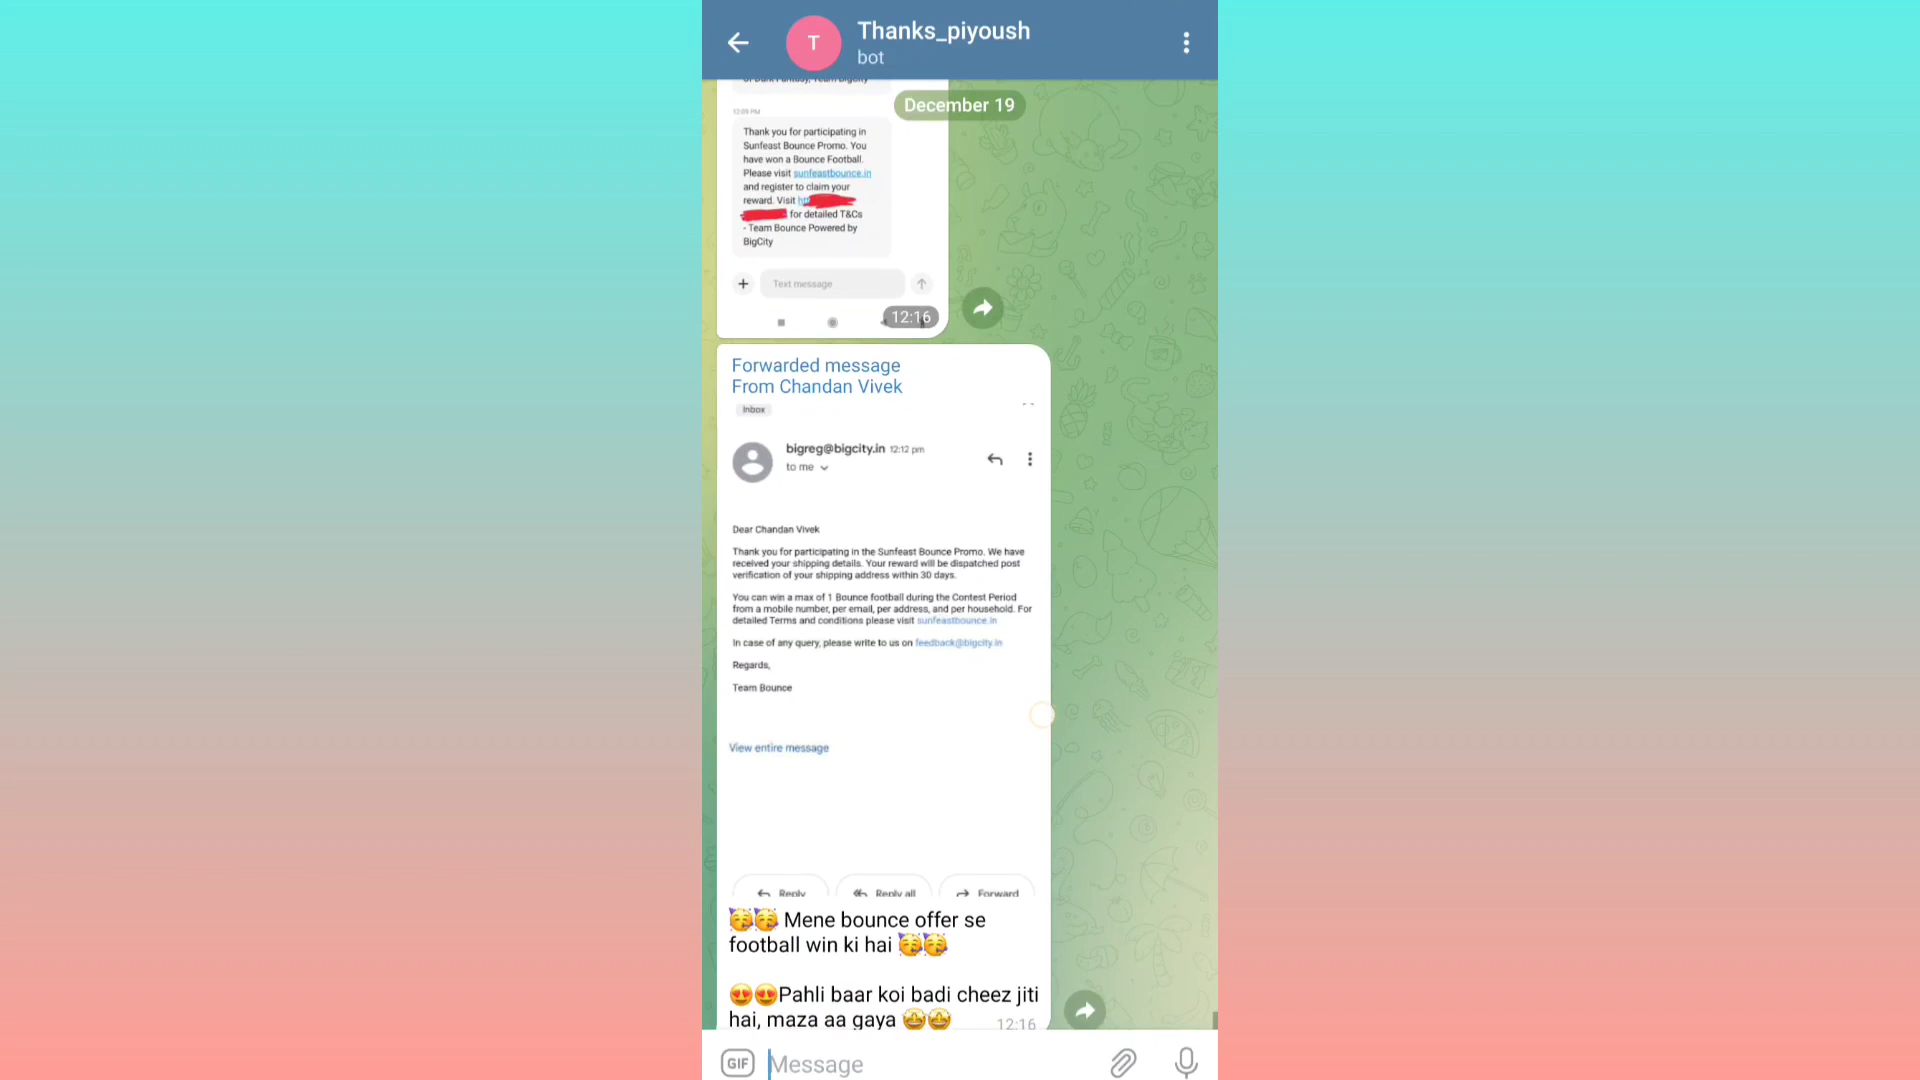 T
Thanks_piyoush
bot
of Dark Fantasy, Team BigCity
December 19
12:09 PM
Thank you for participating in
Sunfeast Bounce Promo. You
have won a Bounce Football.
Please visit sunfeastbounce.in
and register to claim your
reward. Visit
for detailed T&Cs
- Team Bounce Powered by
BigCity
Text message
12:16
Forwarded message
From Chandan Vivek
Inbox
bigreg@bigcity.in 12:12 pm
to me
Dear Chandan Vivek
Thank you for participating in the Sunfeast Bounce Promo. We have
received your shipping details. Your reward will be dispatched post
verification of your shipping address within 30 days.
You can win a max of 1 Bounce football during the Contest Period
from a mobile number, per email, per address, and per household. For
detailed Terms and conditions please visit sunfeastbounce.in
In case of any query, please write to us on feedback@bigcity.in
Regards,
Team Bounce
View entire message
Reply Reply all Forward
🥳🥳 Mene bounce offer se
football win ki hai 🥳🥳
😍😍Pahli baar koi badi cheez jiti
hai, maza aa gaya 🤩🤩
12:16
GIF Message